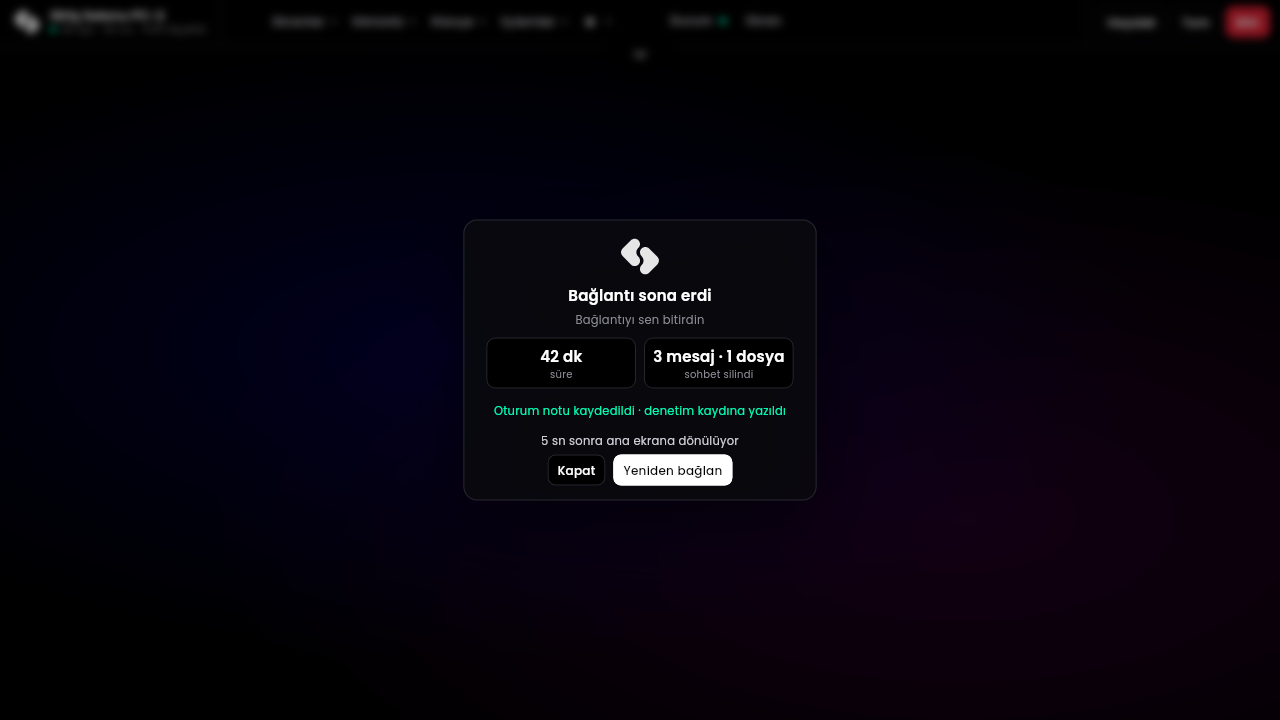 Bağlantı sona erdi
Bağlantıyı sen bitirdin
42 dk
süre
3 mesaj · 1 dosya
sohbet silindi
Oturum notu kaydedildi · denetim kaydına yazıldı
5 sn sonra ana ekrana dönülüyor
Kapat
Yeniden bağlan